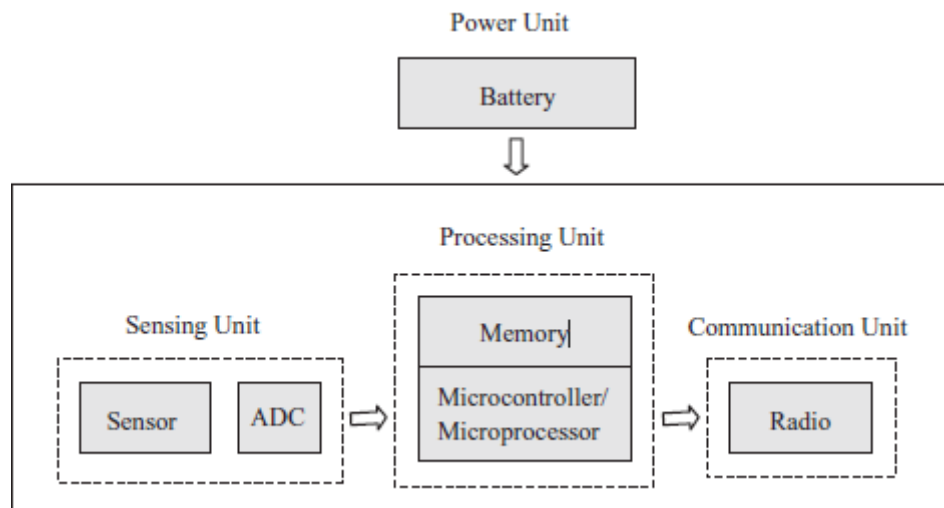 Power Unit
Battery
Processing Unit
Sensing Unit
Memory
Communication Unit
Sensor
ADC
Microcontroller/
Microprocessor
Radio